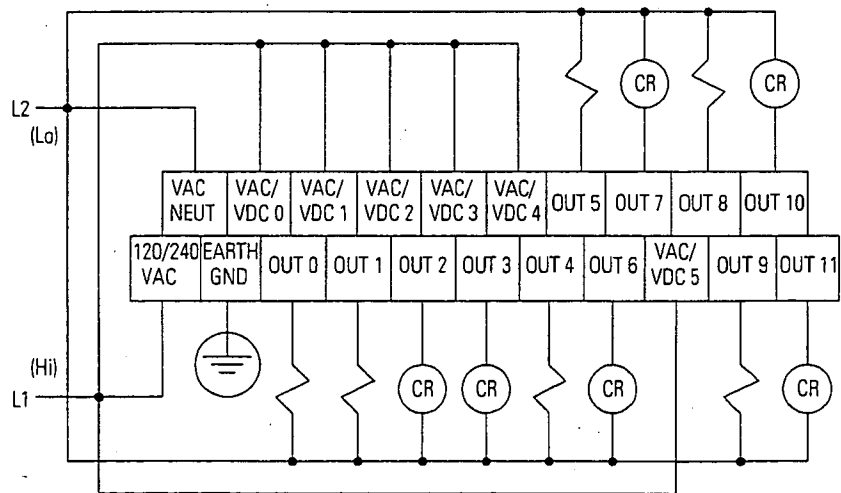 CR
CR
L2
(Lo)
VAC NEUT
VAC/ VDC 0
VAC/ VDC 1
VAC/ VDC 2
VAC/ VDC 3
VAC/ VDC 4
OUT 5
OUT 7
OUT 8
OUT 10
120/240 VAC
EARTH GND
OUT 0
OUT 1
OUT 2
OUT 3
OUT 4
OUT 6
VAC/ VDC 5
OUT 9
OUT 11
(Hi)
L1
CR
CR
CR
CR